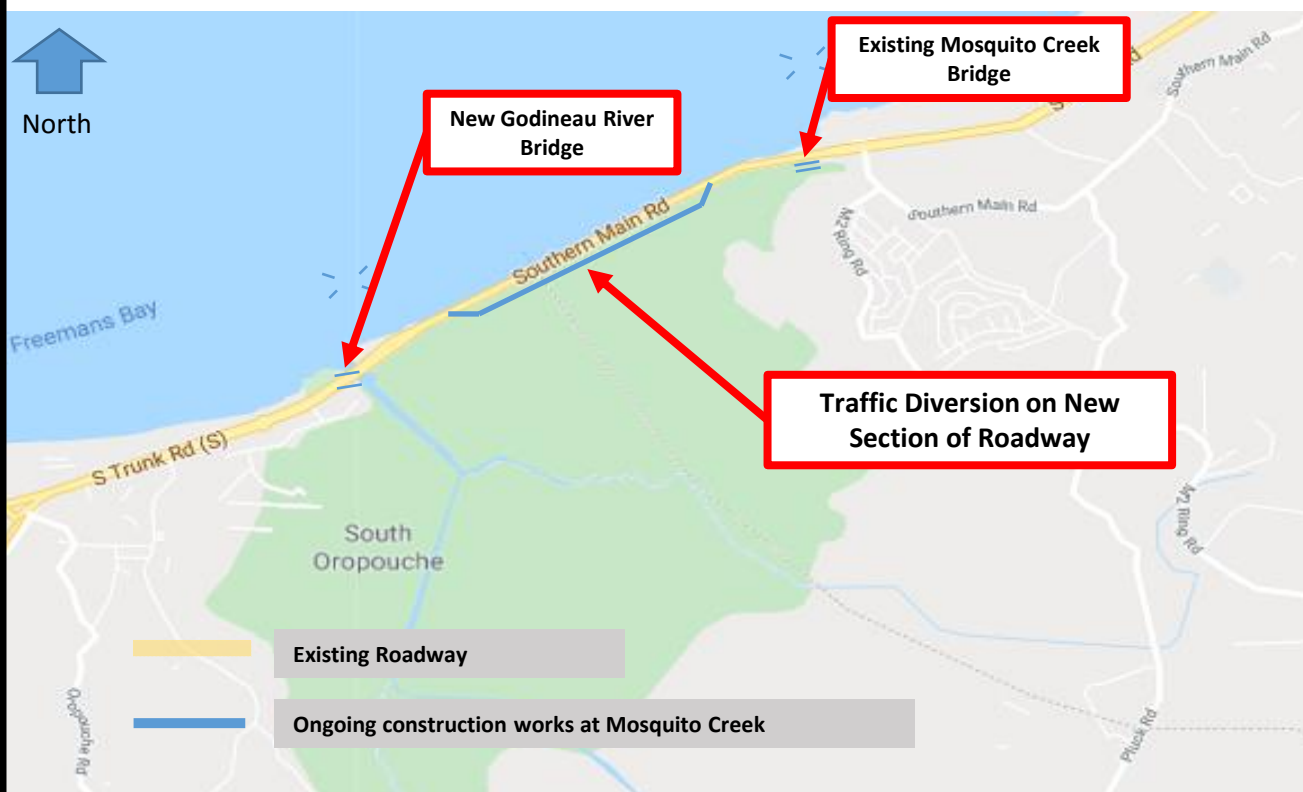 North
Existing Mosquito Creek
Bridge
New Godineau River
Bridge
Southern Main Rd
Southern Main Rd
Southern Main Rd
M2 Ring Rd
Freemans Bay
Traffic Diversion on New
Section of Roadway
S Trunk Rd (S)
M2 Ring Rd
South
Oropouche
Existing Roadway
Oropouche Rd
Ongoing construction works at Mosquito Creek
Pluck Rd